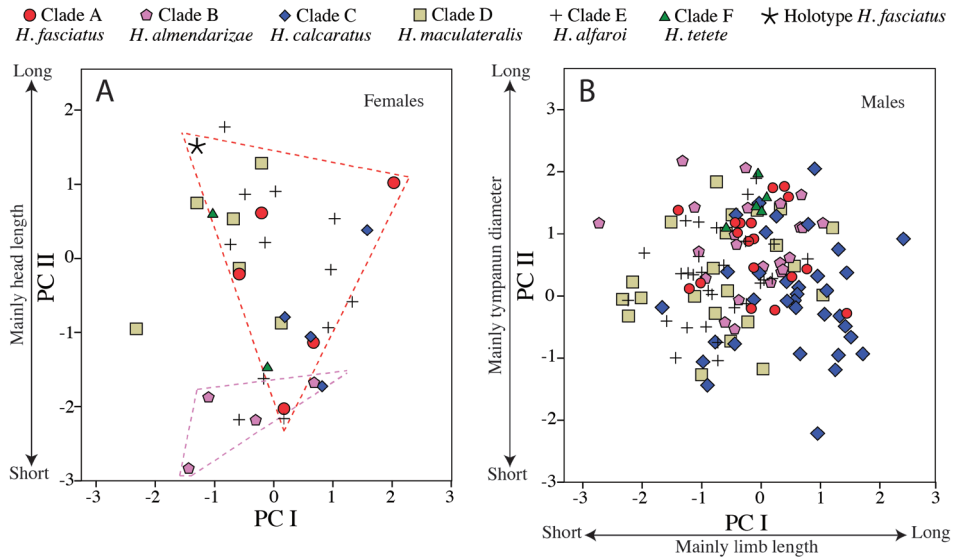 Clade A Clade B Clade C Clade D Clade E Clade F Holotype H. fasciatus
H. fasciatus H. almendarizae H. calcaratus H. maculateralis H. alfaroi H. tetete
Long
A
Females
2
1
0
-1
-2
-3
Mainly head length
PC II
Short
-3 -2 -1 0 1 2 3
PC I
Long
B
Males
3
2
1
0
-1
-2
-3
Mainly tympanun diameter
PC II
Short
-3 -2 -1 0 1 2 3
PC I
Short Long
Mainly limb length